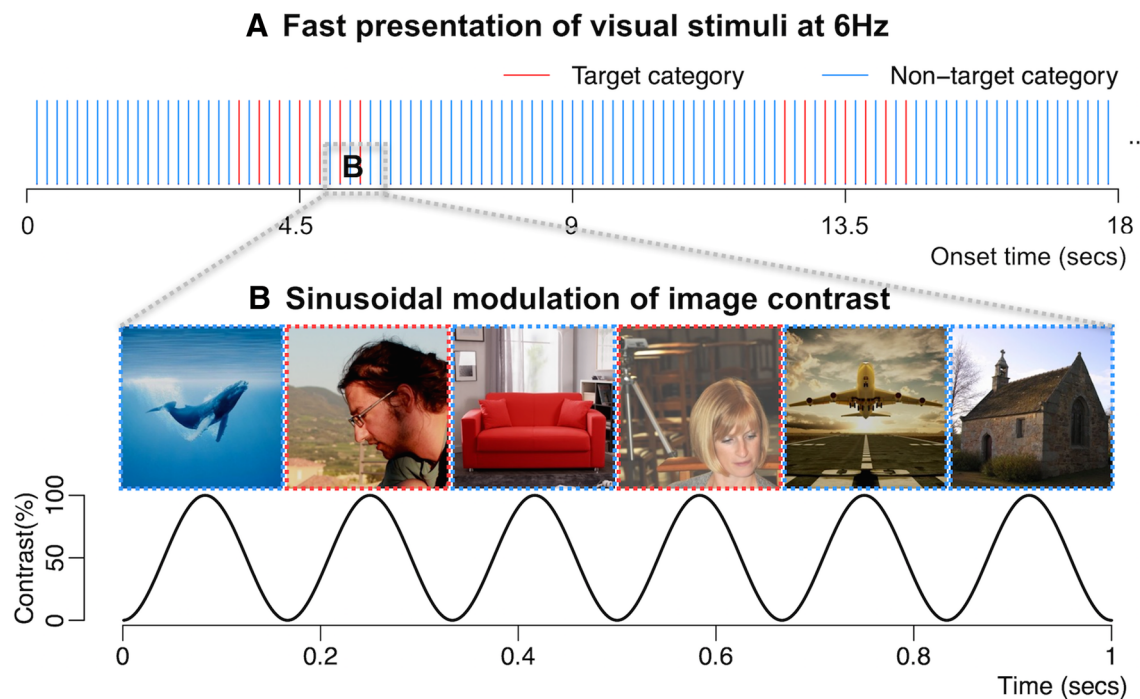 A Fast presentation of visual stimuli at 6Hz
Target category
Non−target category
..
B
0
4.5
9
13.5
18
Onset time (secs)
B Sinusoidal modulation of image contrast
Contrast(%)
100
50
0
0
0.2
0.4
0.6
0.8
1
Time (secs)